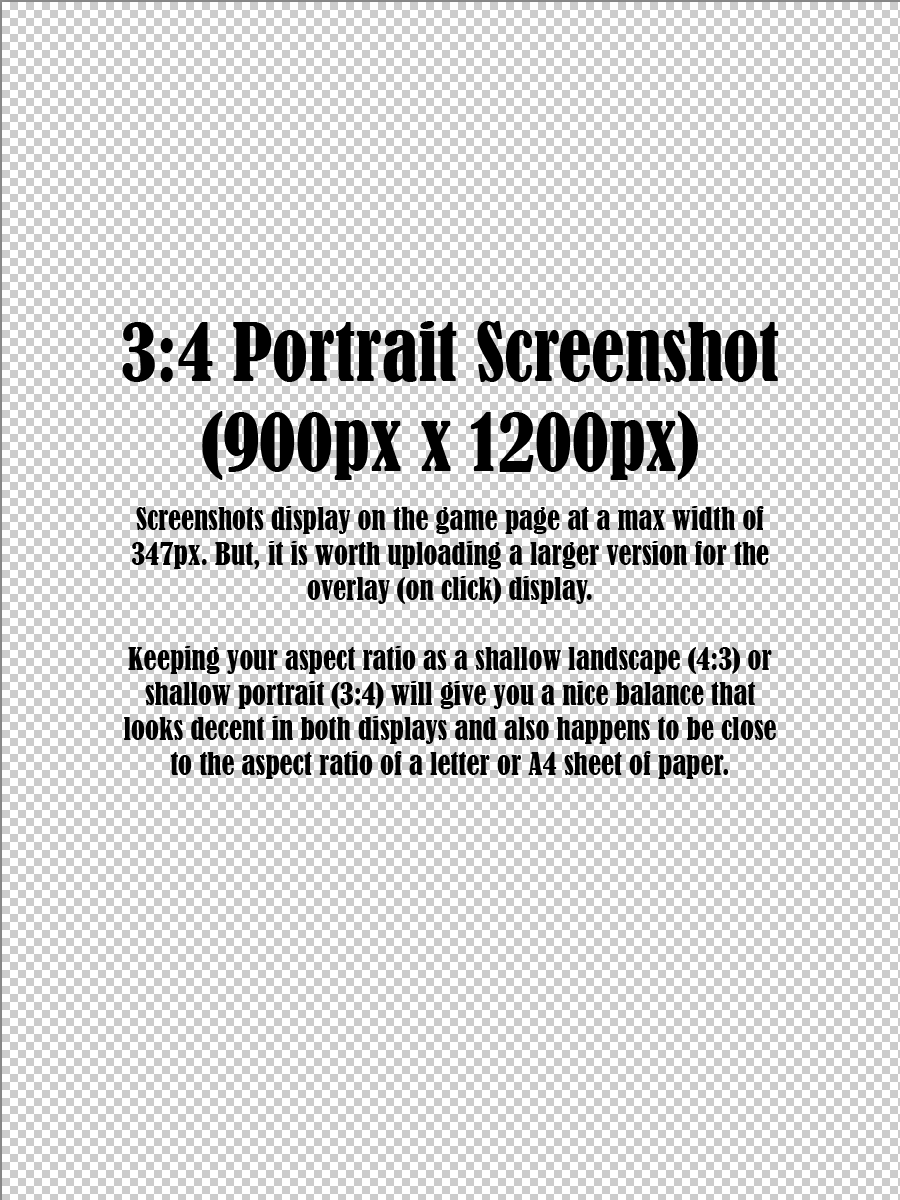 3:4 Portrait Screenshot
(900px x 1200px)
Screenshots display on the game page at a max width of
347px. But, it is worth uploading a larger version for the
overlay (on click) display.
Keeping your aspect ratio as a shallow landscape (4:3) or
shallow portrait (3:4) will give you a nice balance that
looks decent in both displays and also happens to be close
to the aspect ratio of a letter or A4 sheet of paper.